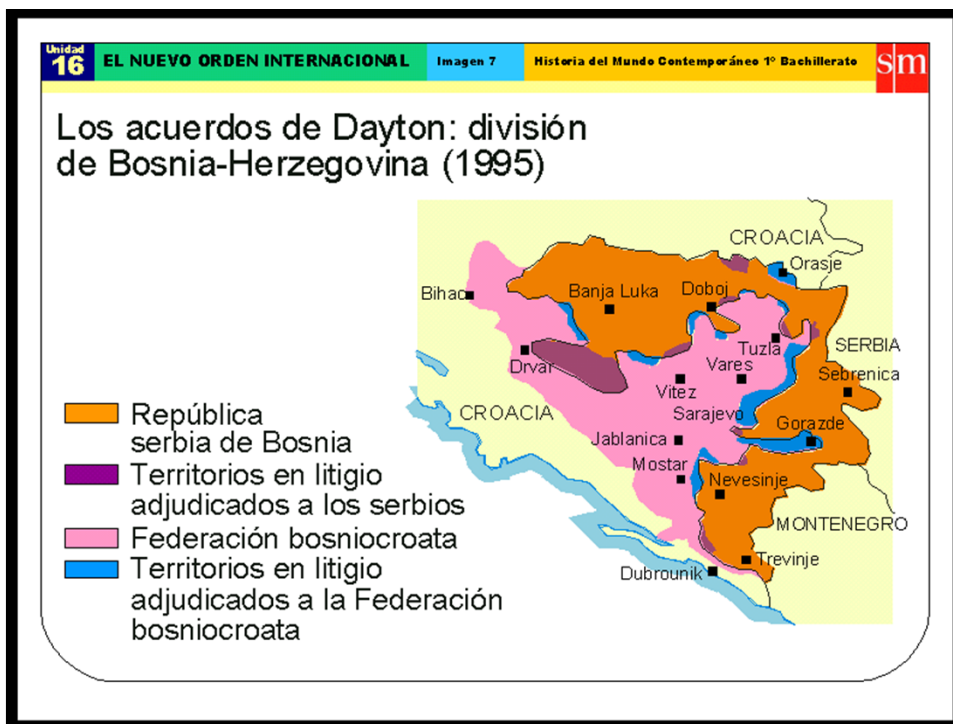 Unidad
16
EL NUEVO ORDEN INTERNACIONAL
Imagen 7
Historia del Mundo Contemporáneo 1º Bachillerato
sm
Los acuerdos de Dayton: división
de Bosnia-Herzegovina (1995)
CROACIA
Orasje
Bihac
Banja Luka
Doboj
Tuzla
SERBIA
Drvar
Vares
Sebrenica
Vitez
CROACIA
Sarajevo
Gorazde
Jablanica
Mostar
Nevesinje
MONTENEGRO
Trevinje
Dubrounik
República
serbia de Bosnia
Territorios en litigio
adjudicados a los serbios
Federación bosniocroata
Territorios en litigio
adjudicados a la Federación
bosniocroata